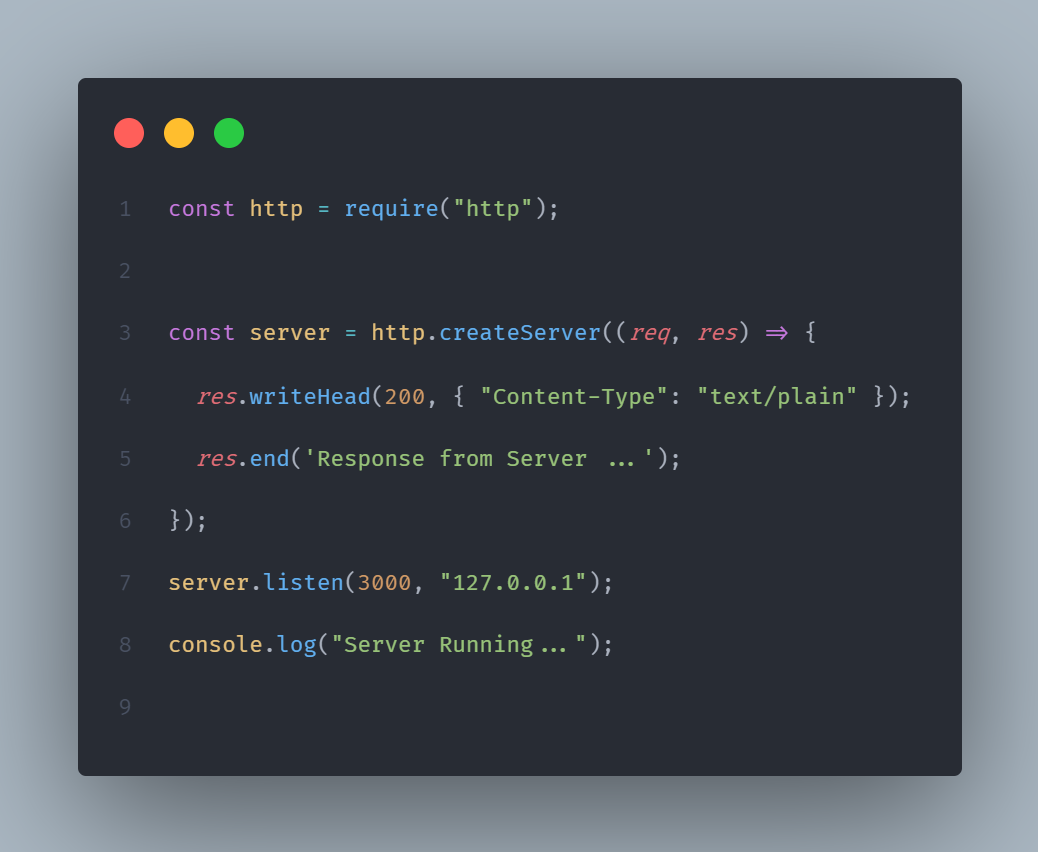 1 const http = require("http");
2
3 const server = http.createServer((req, res) => {
4   res.writeHead(200, { "Content-Type": "text/plain" });
5   res.end('Response from Server ...');
6 });
7 server.listen(3000, "127.0.0.1");
8 console.log("Server Running...");
9